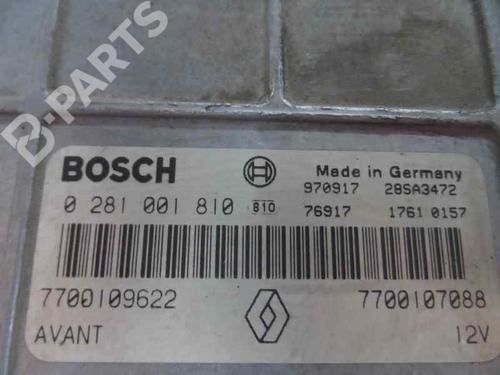 B-PARTS
BOSCH
Made in Germany
970917 28SA3472
0 281 001 810 810 76917 1761 0157
7700109622 7700107088
AVANT 12V